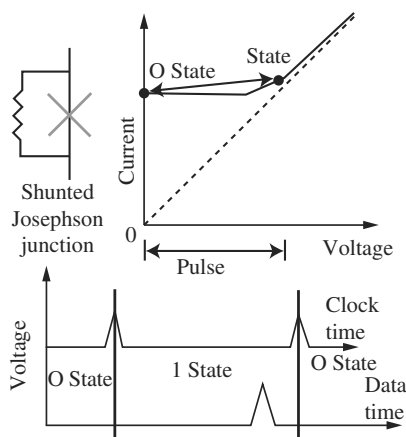 State
O State
Current
Shunted
Josephson
junction
0
Voltage
Pulse
Voltage
Clock
time
O State
1 State
O State
Data
time